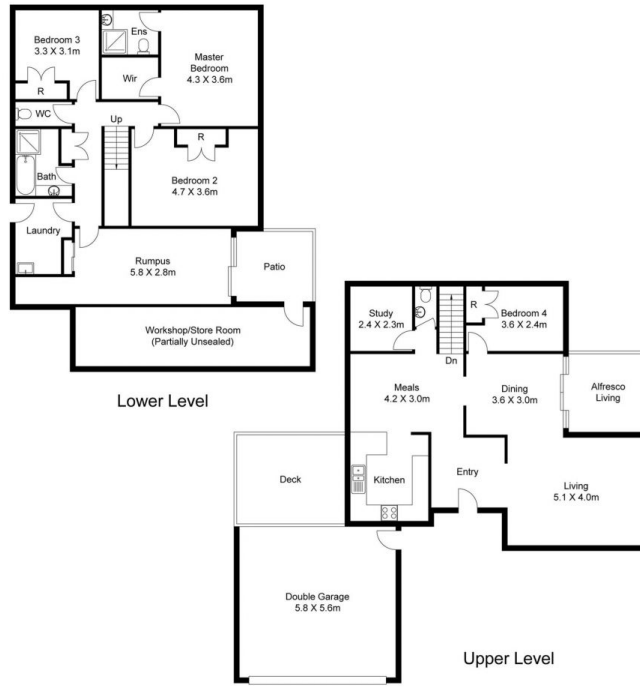 Bedroom 3
3.3 X 3.1m
R
WC
Bath
Laundry
Ens
Wir
Master
Bedroom
4.3 X 3.6m
Up
R
Bedroom 2
4.7 X 3.6m
Rumpus
5.8 X 2.8m
Patio
Workshop/Store Room
(Partially Unsealed)
Lower Level
Study
2.4 X 2.3m
Dn
R
Bedroom 4
3.6 X 2.4m
Meals
4.2 X 3.0m
Dining
3.6 X 3.0m
Alfresco
Living
Deck
Kitchen
Entry
Living
5.1 X 4.0m
Double Garage
5.8 X 5.6m
Upper Level